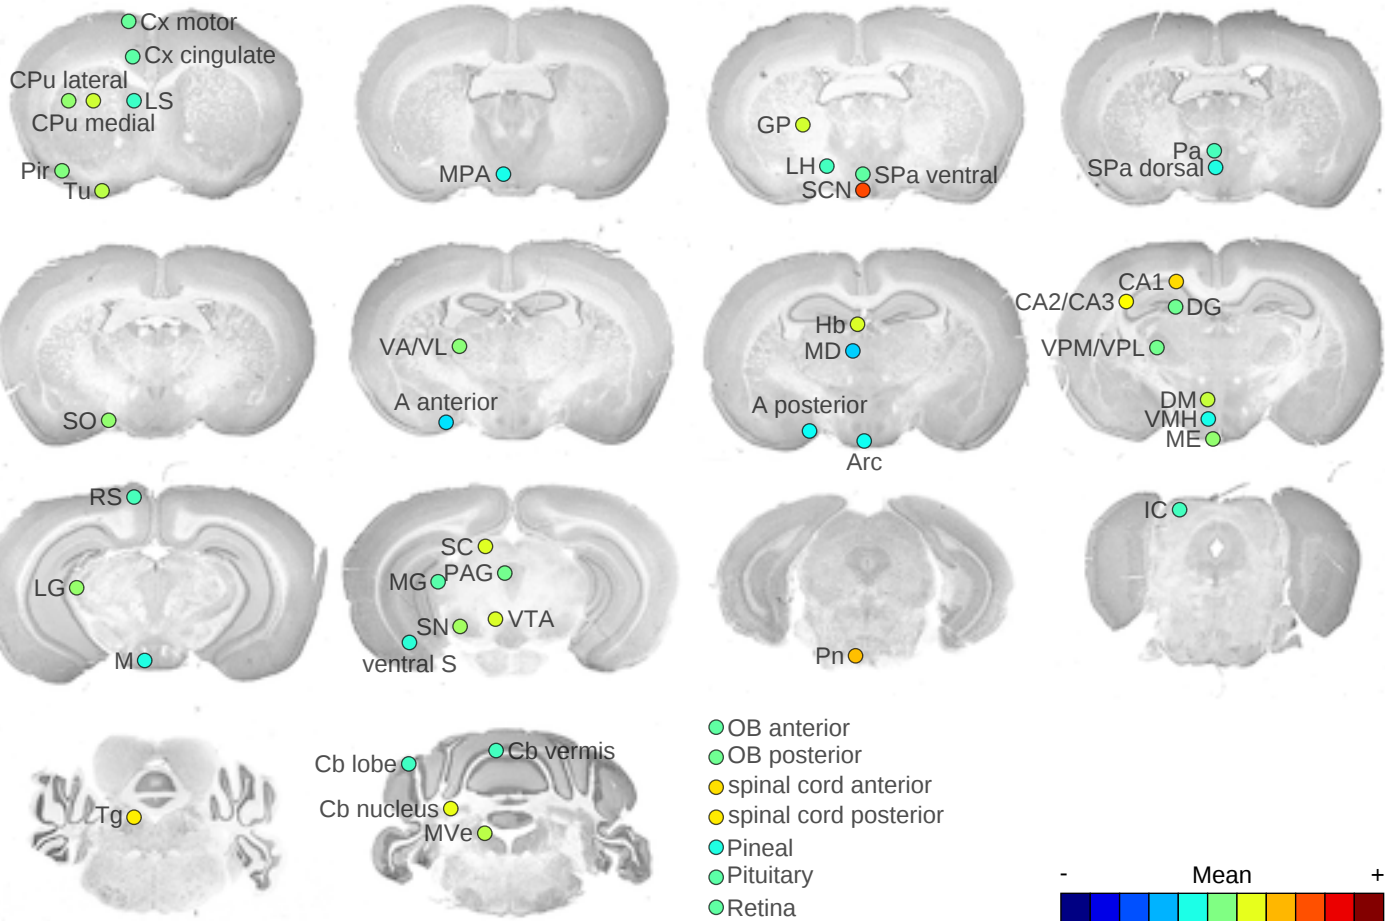 Cx motor
Cx cingulate
CPu lateral
LS
CPu medial
Pir
Tu
MPA
GP
LH
SPa ventral
SCN
Pa
SPa dorsal
SO
VA/VL
A anterior
Hb
MD
A posterior
Arc
CA1
CA2/CA3
DG
VPM/VPL
DM
VMH
ME
RS
LG
M
SC
MG
PAG
SN
VTA
ventral S
Pn
IC
Tg
Cb lobe
Cb vermis
Cb nucleus
MVe
OB anterior
OB posterior
spinal cord anterior
spinal cord posterior
Pineal
Pituitary
Retina
- Mean +